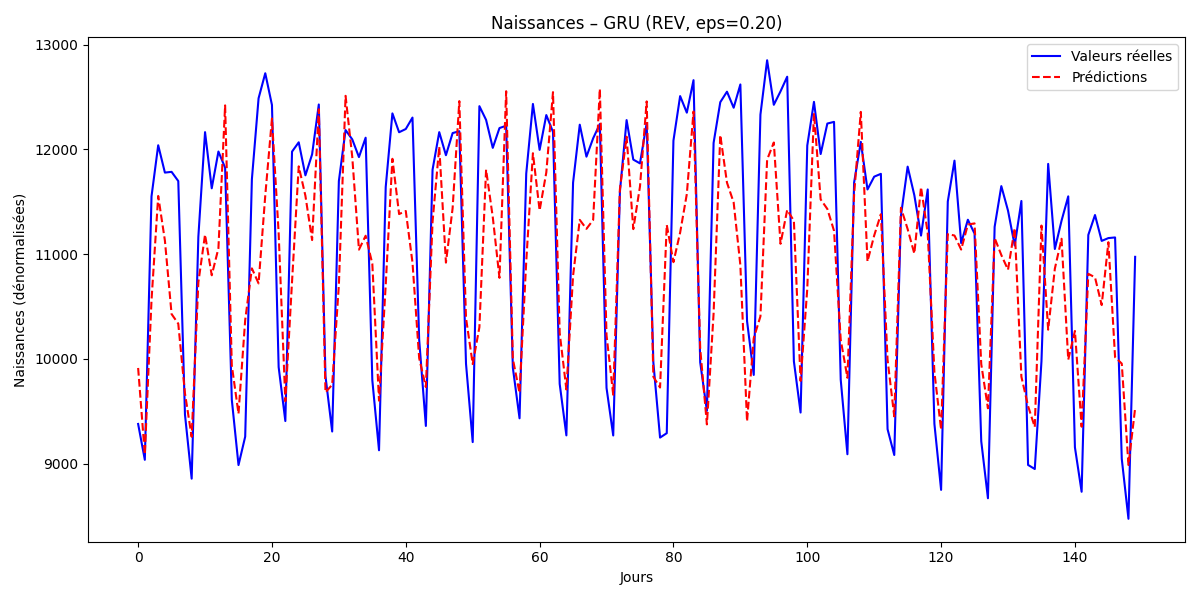 Naissances – GRU (REV, eps=0.20)
Valeurs réelles
Prédictions
Naissances (dénormalisées)
13000
12000
11000
10000
9000
0
20
40
60
80
100
120
140
Jours